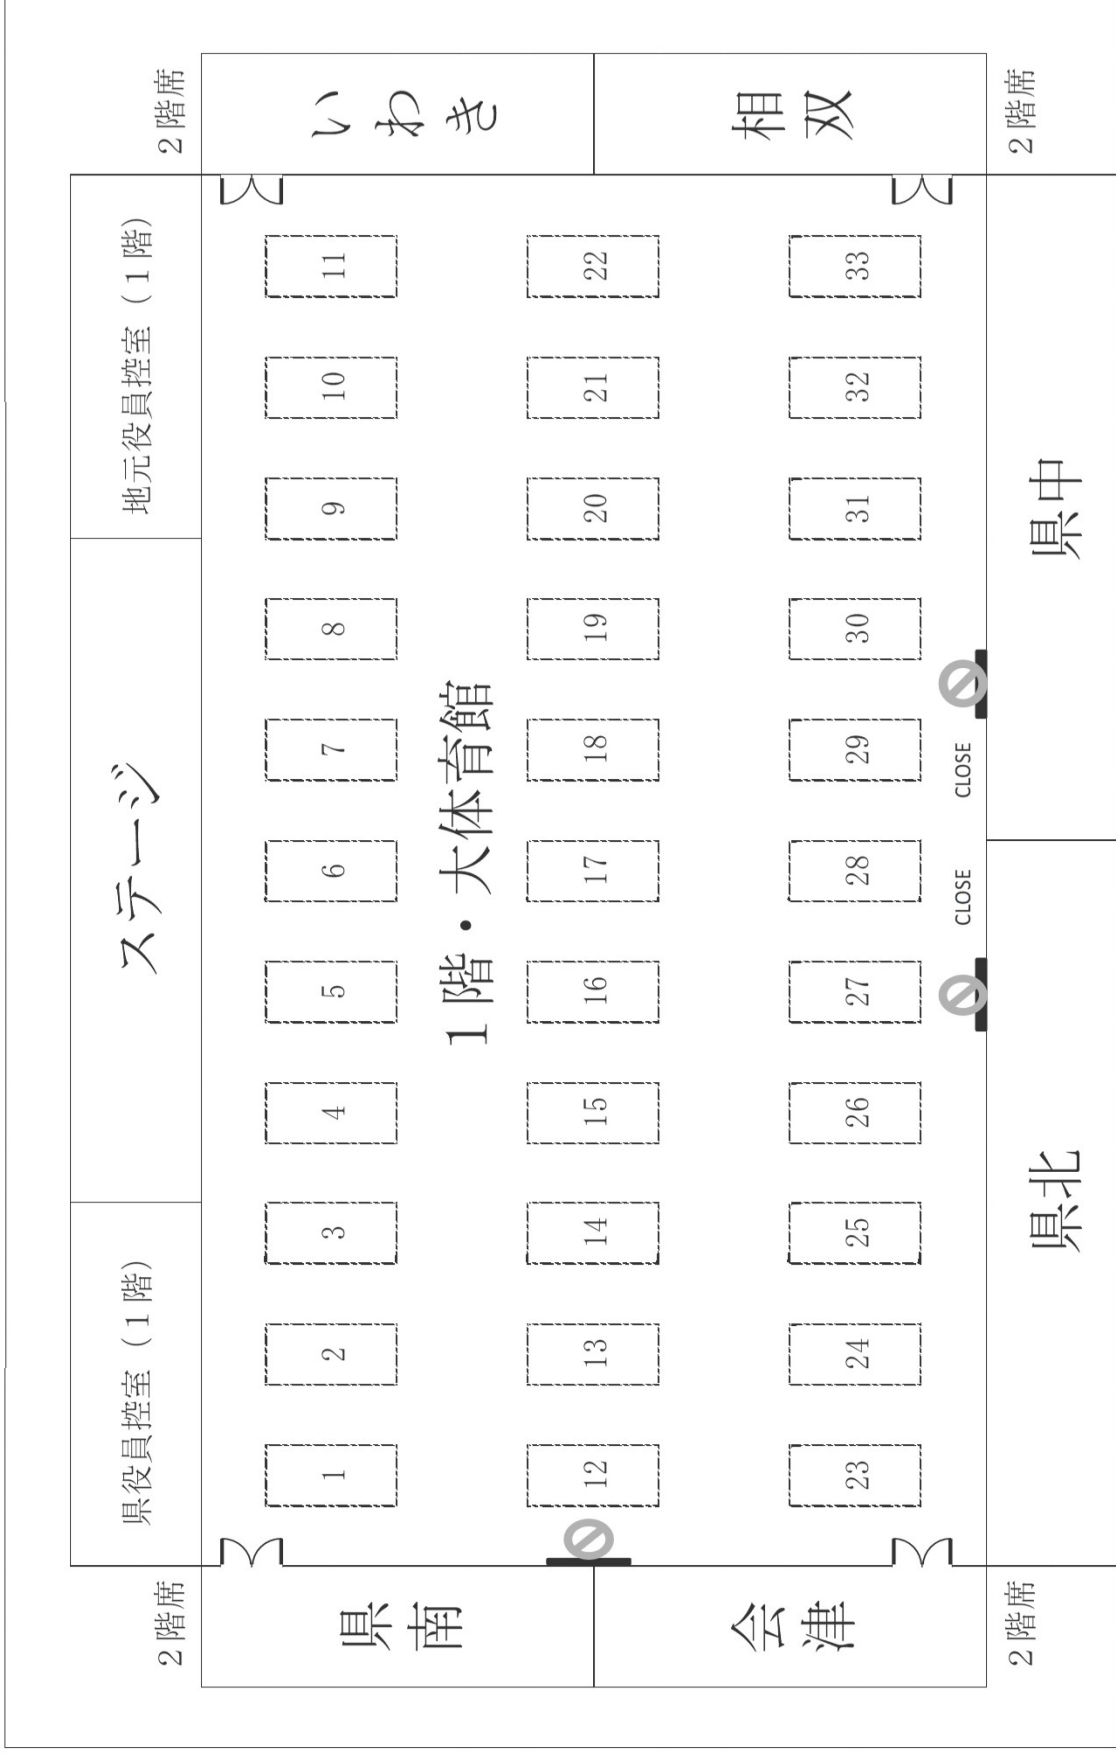 2階席
県役員控室（1階）
ステージ
地元役員控室（1階）
2階席
県南
いわき
1 2 3 4 5 6 7 8 9 10 11
1階・大体育館
12 13 14 15 16 17 18 19 20 21 22
会津
相双
23 24 25 26 27 28 29 30 31 32 33
CLOSE CLOSE
2階席
県北
県中
2階席